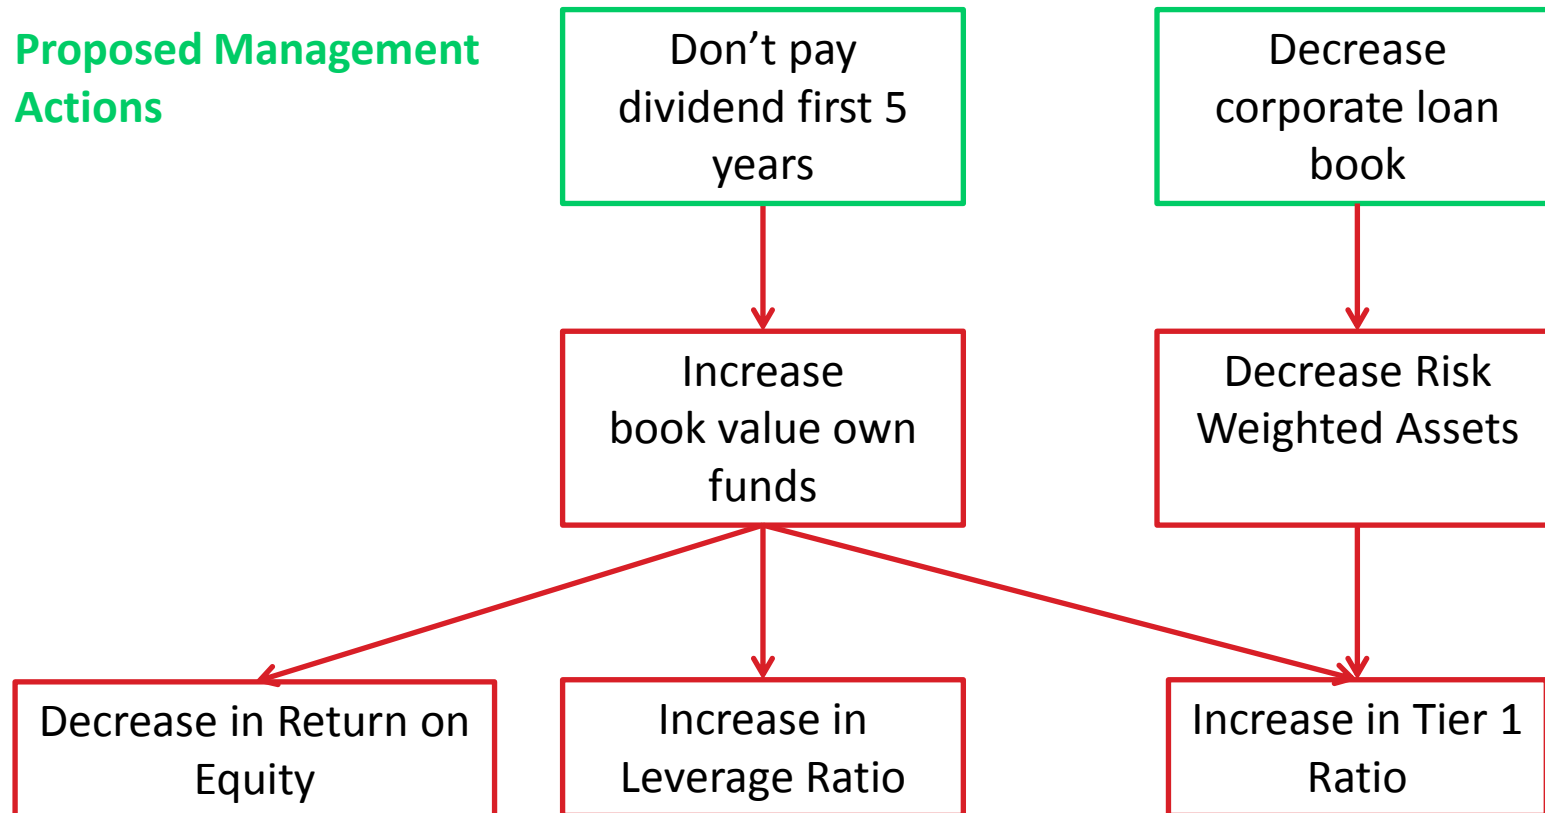 Proposed Management
Actions
Don’t pay
dividend first 5
years
Decrease
corporate loan
book
Increase
book value own
funds
Decrease Risk
Weighted Assets
Decrease in Return on
Equity
Increase in
Leverage Ratio
Increase in Tier 1
Ratio